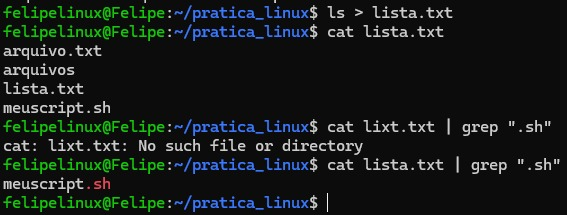 felipelinux@Felipe:~/pratica_linux$ ls > lista.txt
felipelinux@Felipe:~/pratica_linux$ cat lista.txt
arquivo.txt
arquivos
lista.txt
meuscript.sh
felipelinux@Felipe:~/pratica_linux$ cat lixt.txt | grep ".sh"
cat: lixt.txt: No such file or directory
felipelinux@Felipe:~/pratica_linux$ cat lista.txt | grep ".sh"
meuscript.sh
felipelinux@Felipe:~/pratica_linux$